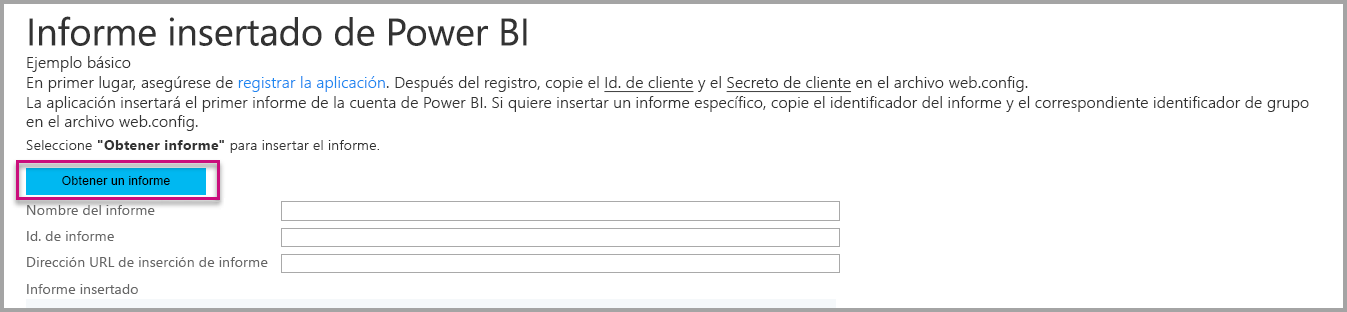 Informe insertado de Power BI
Ejemplo básico
En primer lugar, asegúrese de registrar la aplicación. Después del registro, copie el Id. de cliente y el Secreto de cliente en el archivo web.config.
La aplicación insertará el primer informe de la cuenta de Power BI. Si quiere insertar un informe específico, copie el identificador del informe y el correspondiente identificador de grupo
en el archivo web.config.
Seleccione "Obtener informe" para insertar el informe.
Obtener un informe
Nombre del informe
Id. de informe
Dirección URL de inserción de informe
Informe insertado